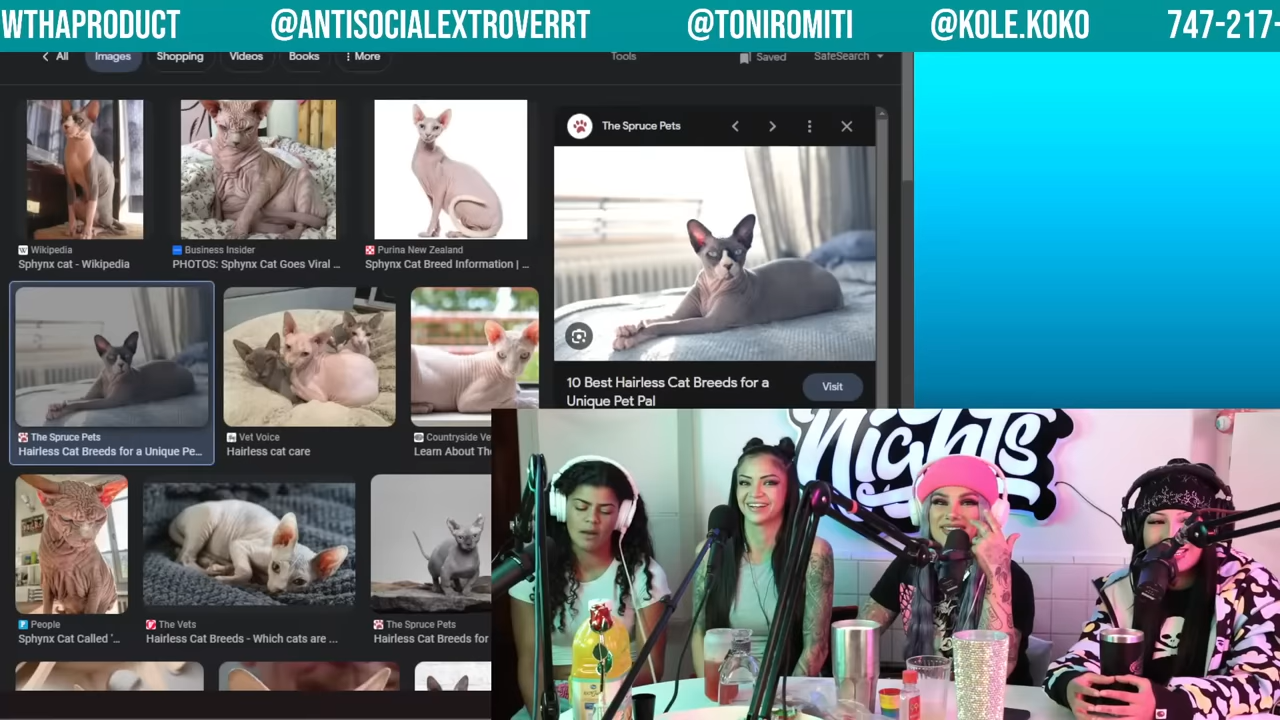 WTHAPRODUCT @ANTISOCIALEXTROVERRT @TONIROMITI @KOLE.KOKO 747-217-
All Images Shopping Videos Books More Tools Saved SafeSearch
The Spruce Pets
Wikipedia
Sphynx cat - Wikipedia
Business Insider
PHOTOS: Sphynx Cat Goes Viral ...
Purina New Zealand
Sphynx Cat Breed Information | ...
10 Best Hairless Cat Breeds for a
Unique Pet Pal
Visit
The Spruce Pets
Hairless Cat Breeds for a Unique Pe...
Vet Voice
Hairless cat care
Countryside Ve
Learn About The
People
Sphynx Cat Called '...
The Vets
Hairless Cat Breeds - Which cats are ...
The Spruce Pets
Hairless Cat Breeds for
Nights